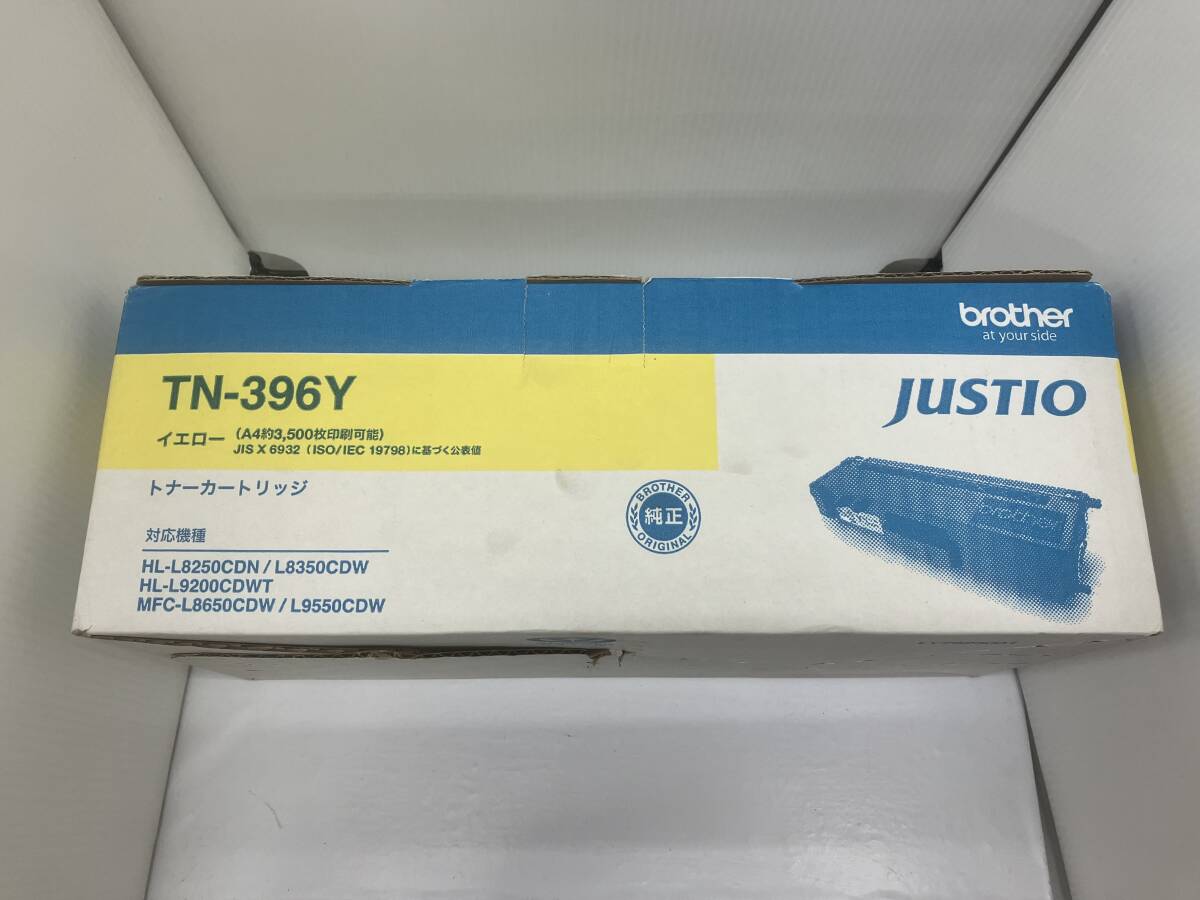 brother
at your side
TN-396Y
JUSTIO
イエロー (A4約3,500枚印刷可能)
JIS X 6932 (ISO/IEC 19798)に基づく公表値
トナーカートリッジ
BROTHER
純正
ORIGINAL
brother
対応機種
HL-L8250CDN / L8350CDW
HL-L9200CDWT
MFC-L8650CDW / L9550CDW